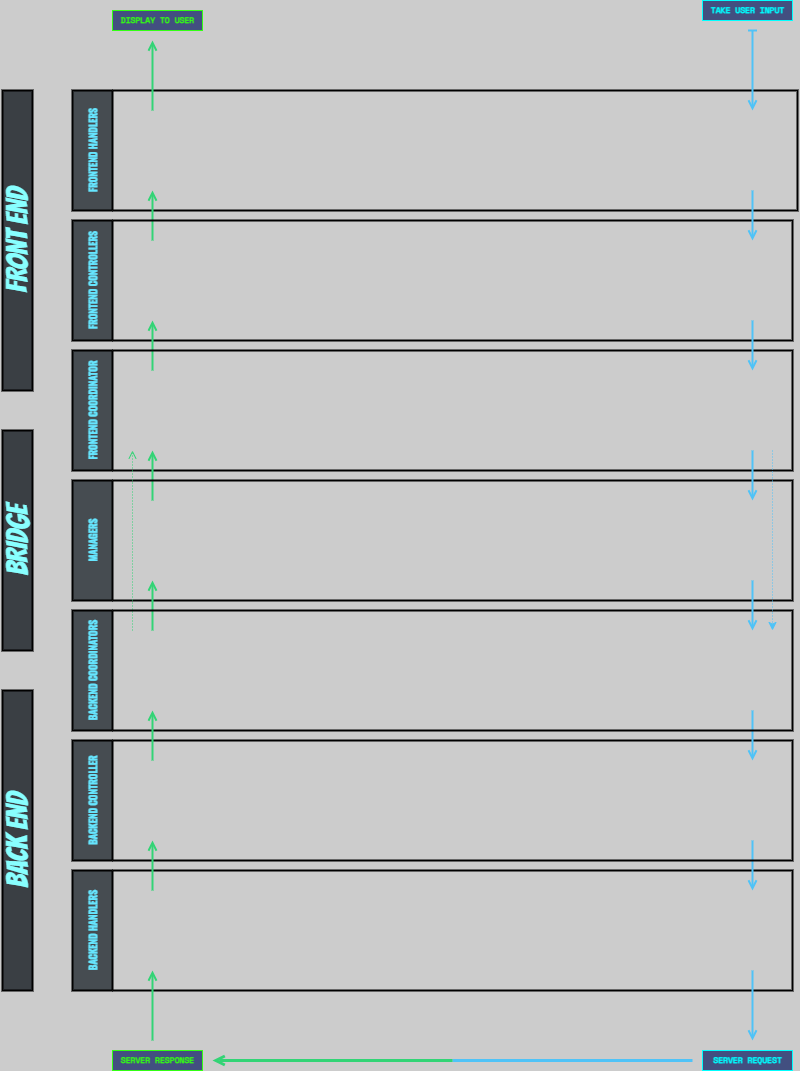 DISPLAY TO USER
TAKE USER INPUT
FRONT END
FRONTEND HANDLERS
FRONTEND CONTROLLERS
FRONTEND COORDINATOR
BRIDGE
MANAGERS
BACKEND COORDINATORS
BACK END
BACKEND CONTROLLER
BACKEND HANDLERS
SERVER RESPONSE
SERVER REQUEST